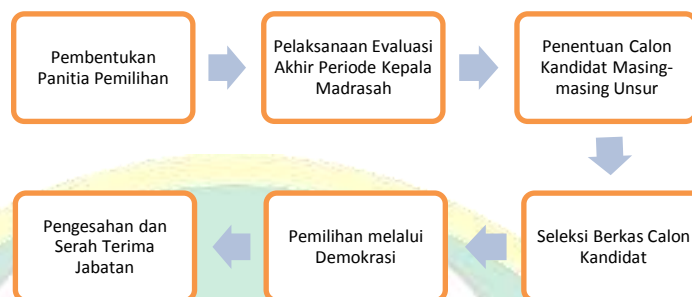 Pembentukan
Panitia Pemilihan
Pelaksanaan Evaluasi
Akhir Periode Kepala
Madrasah
Penentuan Calon
Kandidat Masing-
masing Unsur
Seleksi Berkas Calon
Kandidat
Pemilihan melalui
Demokrasi
Pengesahan dan
Serah Terima
Jabatan